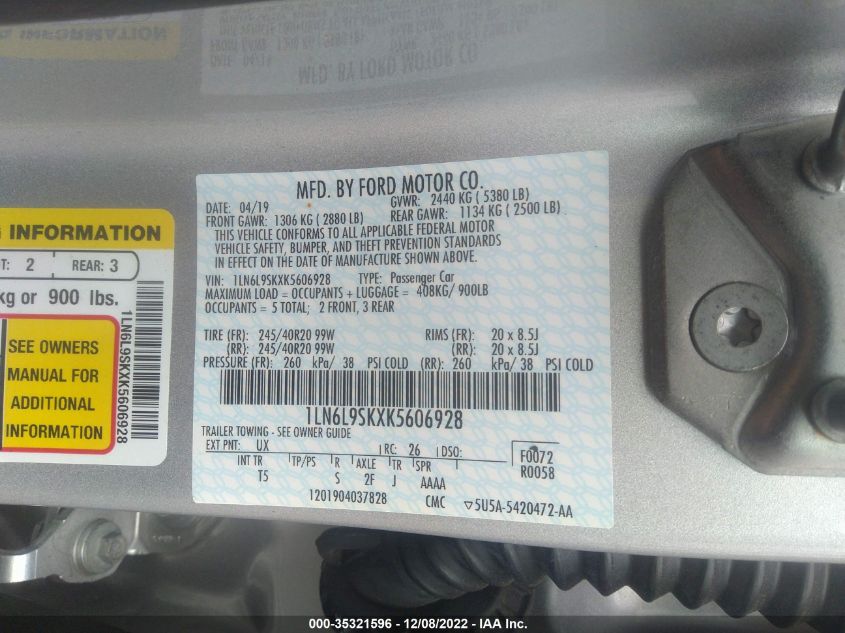 MFD. BY FORD MOTOR CO.
DATE: 04/19 GVWR: 2440 KG ( 5380 LB)
FRONT GAWR: 1306 KG ( 2880 LB) REAR GAWR: 1134 KG ( 2500 LB)
THIS VEHICLE CONFORMS TO ALL APPLICABLE FEDERAL MOTOR
VEHICLE SAFETY, BUMPER, AND THEFT PREVENTION STANDARDS
IN EFFECT ON THE DATE OF MANUFACTURE SHOWN ABOVE.
VIN: 1LN6L9SKXK5606928 TYPE: Passenger Car
MAXIMUM LOAD = OCCUPANTS + LUGGAGE = 408KG/ 900LB
OCCUPANTS = 5 TOTAL; 2 FRONT, 3 REAR
TIRE (FR): 245/40R20 99W RIMS (FR): 20 x 8.5J
(RR): 245/40R20 99W (RR): 20 x 8.5J
PRESSURE (FR): 260 kPa/ 38 PSI COLD (RR): 260 kPa/ 38 PSI COLD
1LN6L9SKXK5606928
TRAILER TOWING - SEE OWNER GUIDE
EXT PNT: UX RC: 26 DSO: F0072
INT TR TP/PS R AXLE TR SPR R0058
T5 S 2F J AAAA
1201904037828 CMC ▽5U5A-5420472-AA
INFORMATION
T: 2 REAR: 3
kg or 900 lbs.
SEE OWNERS
MANUAL FOR
ADDITIONAL
INFORMATION
1LN6L9SKXK5606928
000-35321596 - 12/08/2022 - IAA Inc.